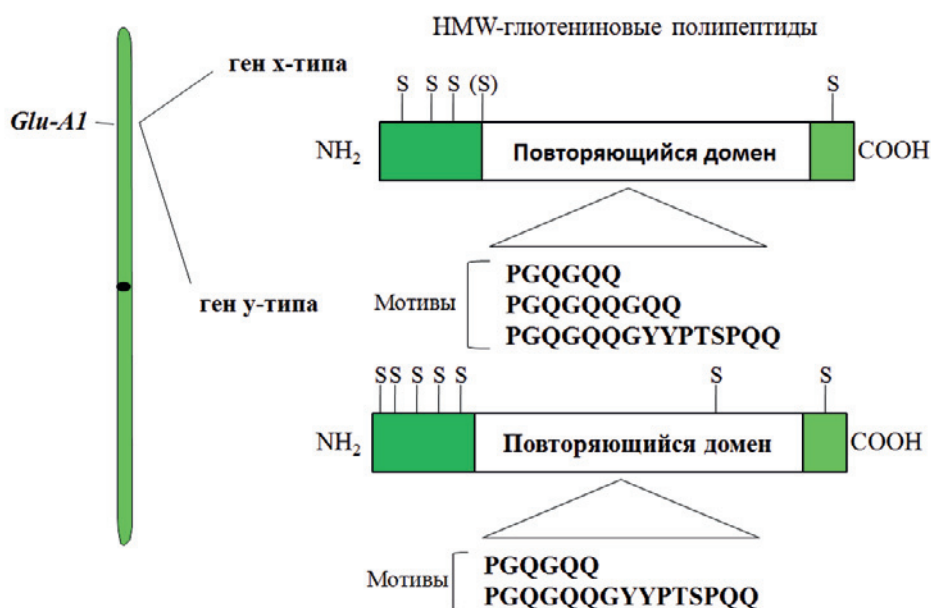 HMW-глютениновые полипептиды
ген x-типа
Glu-A1
ген y-типа
S S S (S) S
NH2 Повторяющийся домен COOH
Мотивы
PGQGQQ
PGQGQQGQQ
PGQGQQGYYPTSPQQ
S S S S S S S
NH2 Повторяющийся домен COOH
Мотивы
PGQGQQ
PGQGQQGYYPTSPQQ